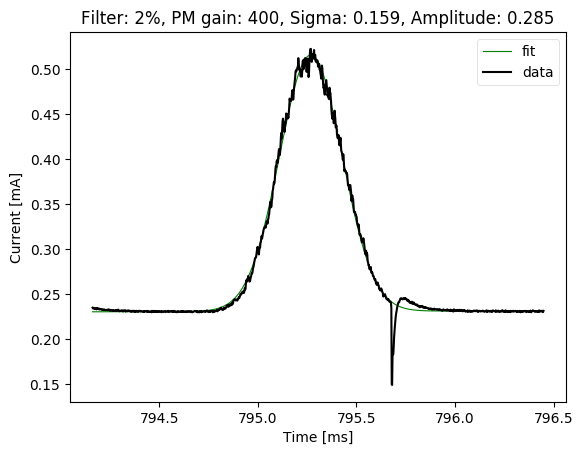 Filter: 2%, PM gain: 400, Sigma: 0.159, Amplitude: 0.285
fit
data
0.50
0.45
0.40
0.35
0.30
0.25
0.20
0.15
Current [mA]
794.5
795.0
795.5
796.0
796.5
Time [ms]